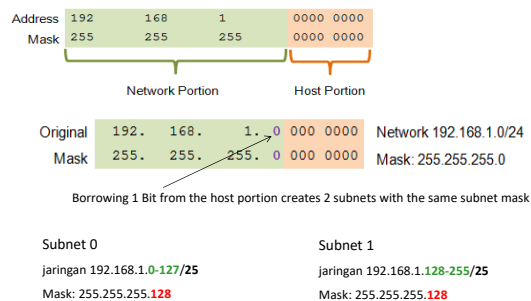 Address 192 168 1 0000 0000
Mask 255 255 255 0000 0000
Network Portion Host Portion
Original 192. 168. 1. 0 000 0000 Network 192.168.1.0/24
Mask 255. 255. 255. 0 000 0000 Mask: 255.255.255.0
Borrowing 1 Bit from the host portion creates 2 subnets with the same subnet mask
Subnet 0 Subnet 1
jaringan 192.168.1.0-127/25 jaringan 192.168.1.128-255/25
Mask: 255.255.255.128 Mask: 255.255.255.128